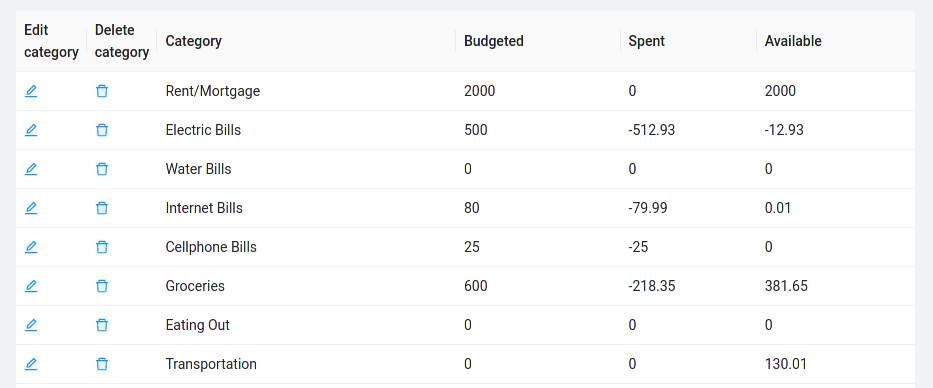 Edit category Delete category Category Budgeted Spent Available
Rent/Mortgage 2000 0 2000
Electric Bills 500 -512.93 -12.93
Water Bills 0 0 0
Internet Bills 80 -79.99 0.01
Cellphone Bills 25 -25 0
Groceries 600 -218.35 381.65
Eating Out 0 0 0
Transportation 0 0 130.01